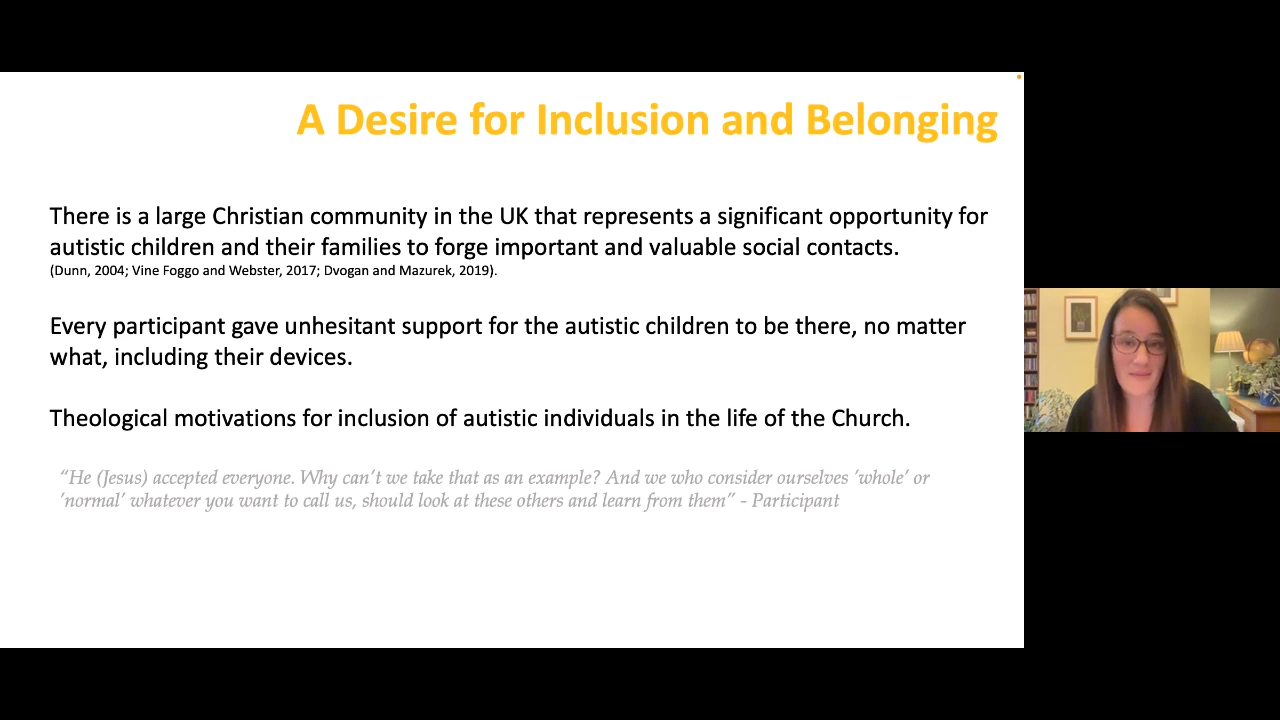 A Desire for Inclusion and Belonging
There is a large Christian community in the UK that represents a significant opportunity for
autistic children and their families to forge important and valuable social contacts.
(Dunn, 2004; Vine Foggo and Webster, 2017; Dvogan and Mazurek, 2019).
Every participant gave unhesitant support for the autistic children to be there, no matter
what, including their devices.
Theological motivations for inclusion of autistic individuals in the life of the Church.
“He (Jesus) accepted everyone. Why can’t we take that as an example? And we who consider ourselves ’whole’ or
’normal’ whatever you want to call us, should look at these others and learn from them” - Participant